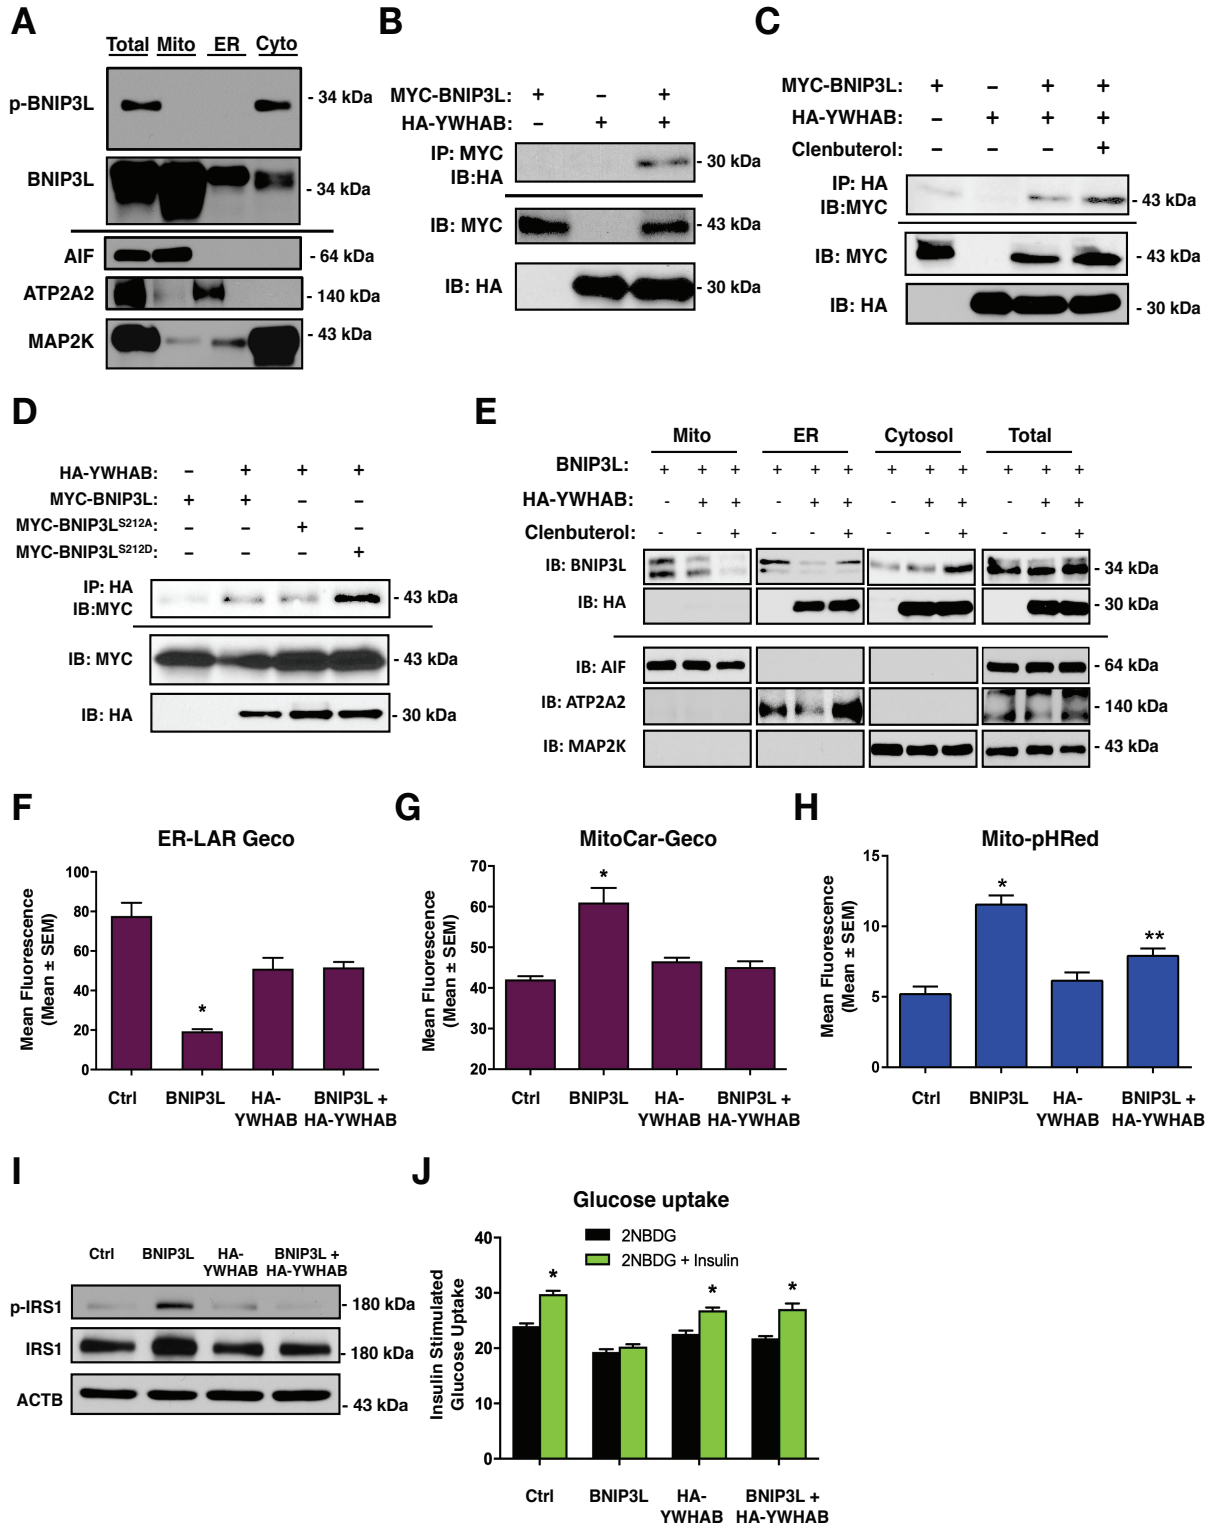 A
Total Mito ER Cyto
p-BNIP3L
- 34 kDa
BNIP3L
- 34 kDa
AIF
- 64 kDa
ATP2A2
- 140 kDa
MAP2K
- 43 kDa
B
MYC-BNIP3L: + – +
HA-YWHAB: – + +
IP: MYC
IB:HA
- 30 kDa
IB: MYC
- 43 kDa
IB: HA
- 30 kDa
C
MYC-BNIP3L: + – + +
HA-YWHAB: – + + +
Clenbuterol: – – – +
IP: HA
IB:MYC
- 43 kDa
IB: MYC
- 43 kDa
IB: HA
- 30 kDa
D
HA-YWHAB: – + + +
MYC-BNIP3L: + + – –
MYC-BNIP3LS212A: – – + –
MYC-BNIP3LS212D: – – – +
IP: HA
IB:MYC
- 43 kDa
IB: MYC
- 43 kDa
IB: HA
- 30 kDa
E
Mito ER Cytosol Total
BNIP3L: + + + + + + + + + + + +
HA-YWHAB: - + + - + + - + + - + +
Clenbuterol: - - + - - + - - + - - +
IB: BNIP3L
- 34 kDa
IB: HA
- 30 kDa
IB: AIF
- 64 kDa
IB: ATP2A2
- 140 kDa
IB: MAP2K
- 43 kDa
F
ER-LAR Geco
Mean Fluorescence
(Mean ± SEM)
100
80
60
40
20
0
*
Ctrl BNIP3L HA-YWHAB BNIP3L + HA-YWHAB
G
MitoCar-Geco
Mean Fluorescence
(Mean ± SEM)
70
60
50
40
30
20
*
Ctrl BNIP3L HA-YWHAB BNIP3L + HA-YWHAB
H
Mito-pHRed
Mean Fluorescence
(Mean ± SEM)
15
10
5
0
*
**
Ctrl BNIP3L HA-YWHAB BNIP3L + HA-YWHAB
I
Ctrl BNIP3L HA-YWHAB BNIP3L + HA-YWHAB
p-IRS1
- 180 kDa
IRS1
- 180 kDa
ACTB
- 43 kDa
J
Glucose uptake
2NBDG
2NBDG + Insulin
Insulin Stimulated
Glucose Uptake
40
30
20
10
0
* * *
Ctrl BNIP3L HA-YWHAB BNIP3L + HA-YWHAB